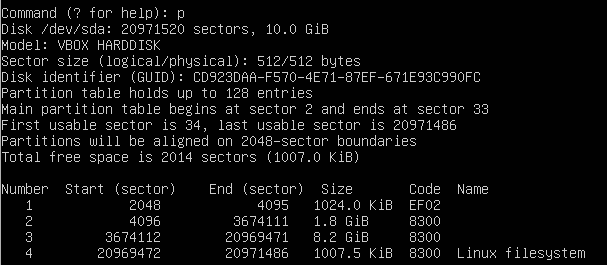 Command (? for help): p
Disk /dev/sda: 20971520 sectors, 10.0 GiB
Model: VBOX HARDDISK
Sector size (logical/physical): 512/512 bytes
Disk identifier (GUID): CD923DAA-F570-4E71-87EF-671E93C990FC
Partition table holds up to 128 entries
Main partition table begins at sector 2 and ends at sector 33
First usable sector is 34, last usable sector is 20971486
Partitions will be aligned on 2048-sector boundaries
Total free space is 2014 sectors (1007.0 KiB)

Number  Start (sector)    End (sector)  Size       Code  Name
   1            2048            4095   1024.0 KiB  EF02
   2            4096         3674111   1.8 GiB     8300
   3         3674112        20969471   8.2 GiB     8300
   4        20969472        20971486   1007.5 KiB  8300  Linux filesystem